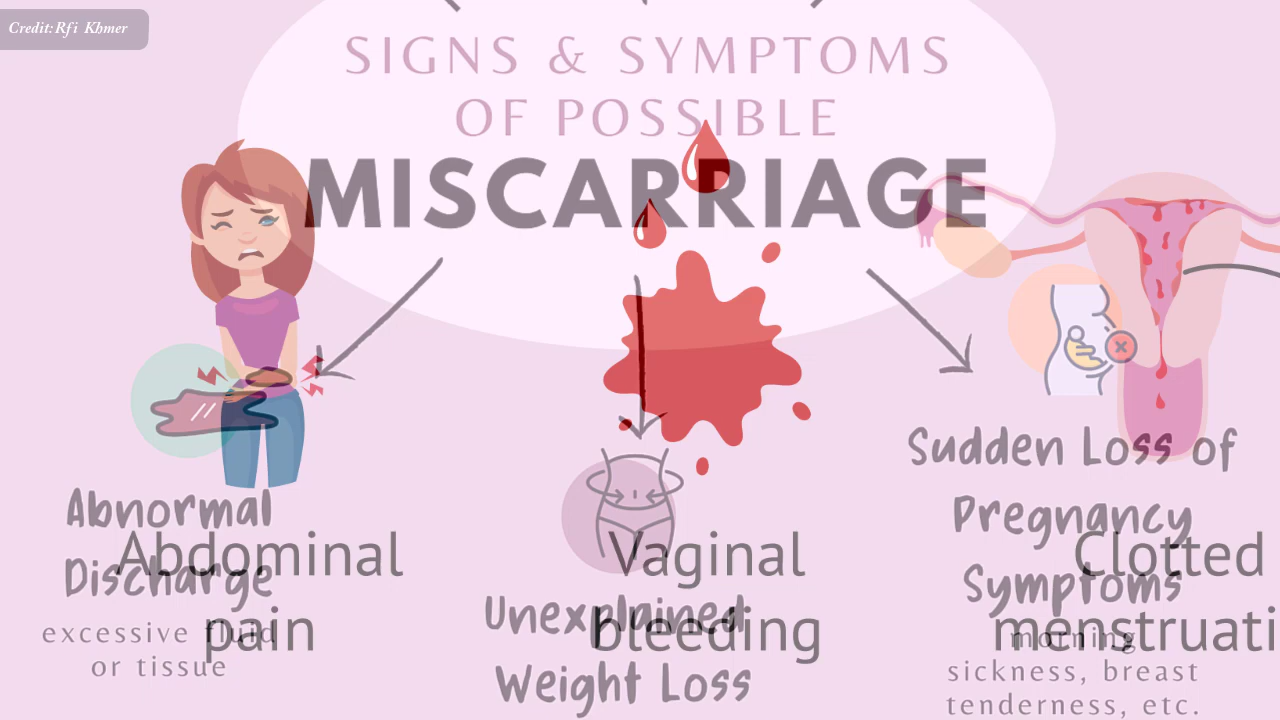 Credit:Rfi Khmer
SIGNS & SYMPTOMS
OF POSSIBLE
MISCARRIAGE
Abnormal
Discharge
excessive fluid
or tissue
Abdominal
pain
Unexplained
Weight Loss
Vaginal
bleeding
Sudden Loss of
Pregnancy
Symptoms
morning
sickness, breast
tenderness, etc.
Clotted
menstruati